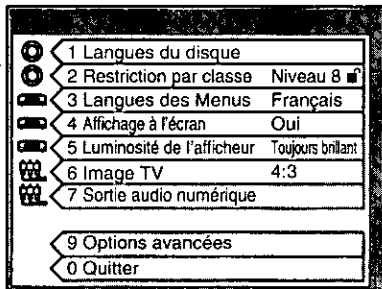 1 Langues du disque
2 Restriction par classe Niveau 8
3 Langues des Menus Français
4 Affichage à l'écran Oui
5 Luminosité de l'afficheur Toujours brillant
6 Image TV 4:3
7 Sortie audio numérique
9 Options avancées
0 Quitter